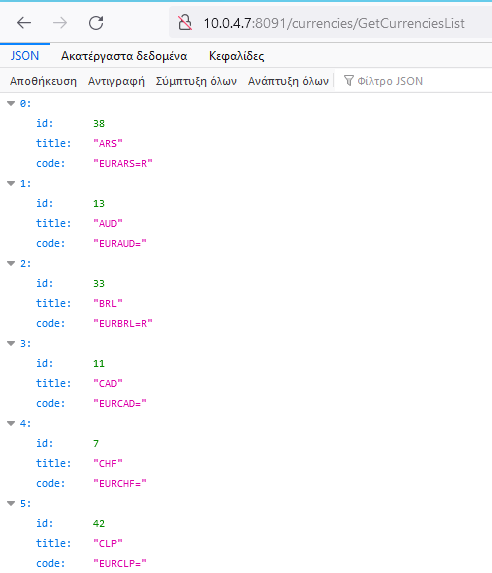 10.0.4.7:8091/currencies/GetCurrenciesList
JSON Ακατέργαστα δεδομένα Κεφαλίδες
Αποθήκευση Αντιγραφή Σύμπτυξη όλων Ανάπτυξη όλων Φίλτρο JSON
0:
id: 38
title: "ARS"
code: "EURARS=R"
1:
id: 13
title: "AUD"
code: "EURAUD="
2:
id: 33
title: "BRL"
code: "EURBRL=R"
3:
id: 11
title: "CAD"
code: "EURCAD="
4:
id: 7
title: "CHF"
code: "EURCHF="
5:
id: 42
title: "CLP"
code: "EURCLP="